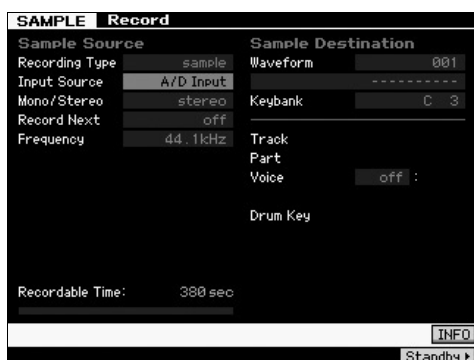 SAMPLE Record
Sample Source
Recording Type sample
Input Source A/D Input
Mono/Stereo stereo
Record Next off
Frequency 44.1kHz
Recordable Time: 380 sec
Sample Destination
Waveform 001
----------
Keybank C 3
Track
Part
Voice off :
Drum Key
INFO
Standby